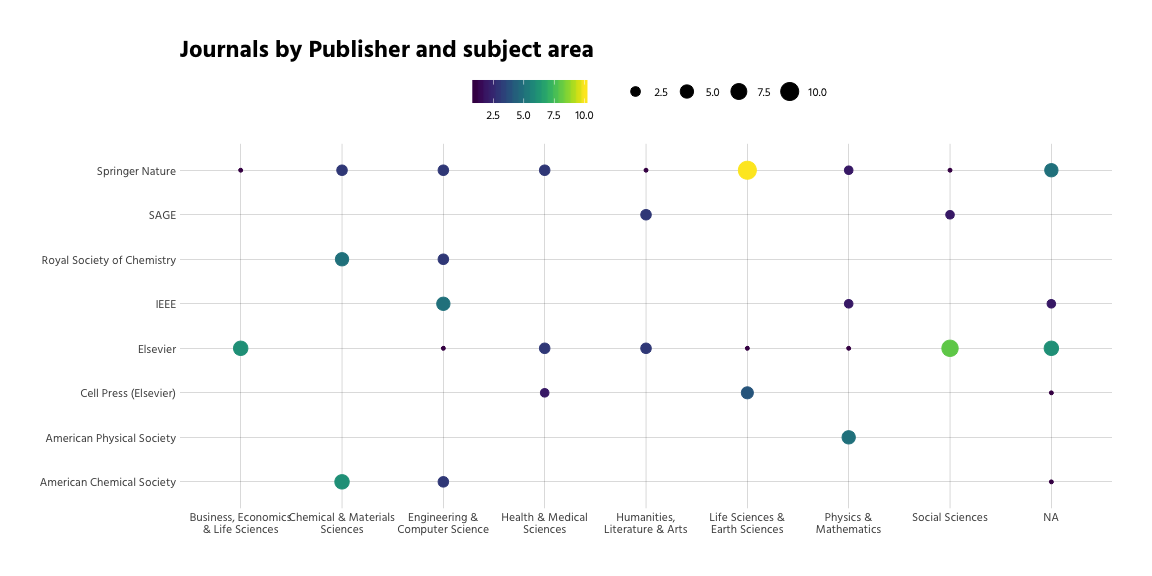 Journals by Publisher and subject area
2.5 5.0 7.5 10.0
2.5 5.0 7.5 10.0
Springer Nature
SAGE
Royal Society of Chemistry
IEEE
Elsevier
Cell Press (Elsevier)
American Physical Society
American Chemical Society
Business, Economics
& Life Sciences
Chemical & Materials
Sciences
Engineering &
Computer Science
Health & Medical
Sciences
Humanities,
Literature & Arts
Life Sciences &
Earth Sciences
Physics &
Mathematics
Social Sciences
NA